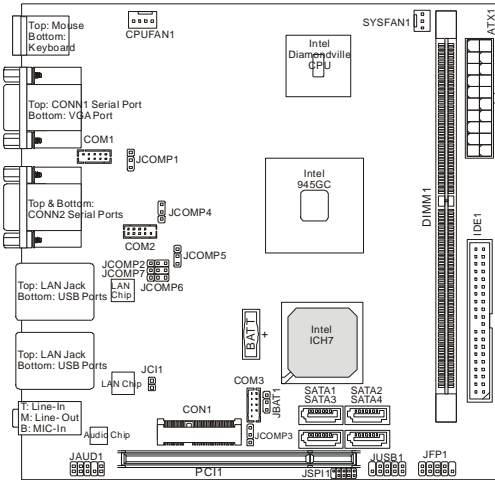 Top: Mouse
Bottom:
Keyboard
CPUFAN1
SYSFAN1
ATX1
Intel
Diamondville
CPU
Top: CONN1 Serial Port
Bottom: VGA Port
COM1
JCOMP1
Intel
945GC
DIMM1
IDE1
Top & Bottom:
CONN2 Serial Ports
JCOMP4
COM2
JCOMP5
JCOMP2
JCOMP7
JCOMP6
Top: LAN Jack
Bottom: USB Ports
LAN
Chip
BATT
+
Intel
ICH7
Top: LAN Jack
Bottom: USB Ports
LAN Chip
JCI1
COM3
JBAT1
SATA1
SATA3
SATA2
SATA4
T: Line-In
M: Line-Out
B: MIC-In
Audio Chip
CON1
JCOMP3
JAUD1
PCI1
JSPI1
JUSB1
JFP1